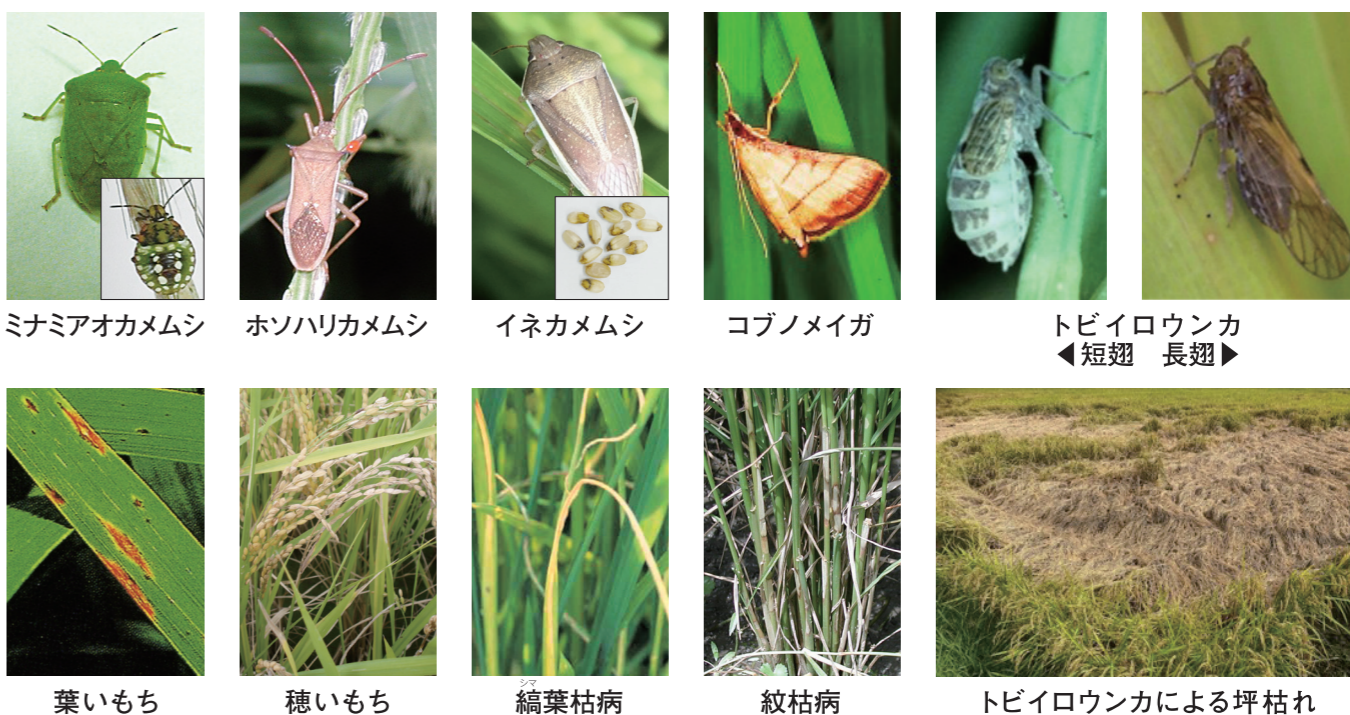 ミナミアオカメムシ
ホソハリカメムシ
イネカメムシ
コブノメイガ
トビイロウンカ
◀短翅 長翅▶
葉いもち
穂いもち
シマ
縞葉枯病
紋枯病
トビイロウンカによる坪枯れ